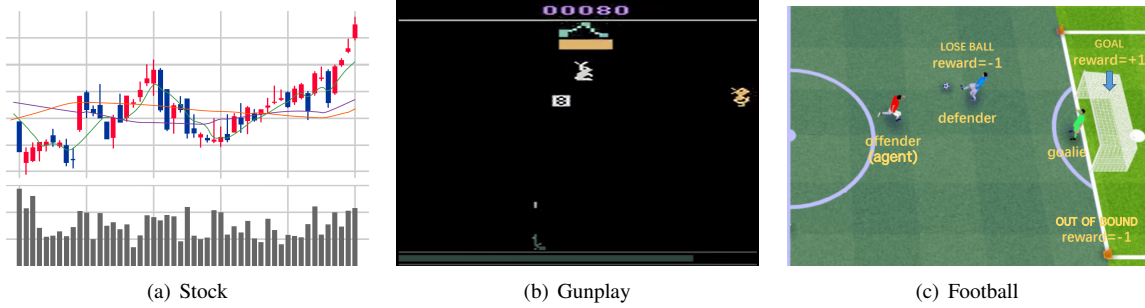 00080
LOSE BALL
reward=-1
GOAL
reward=+1
defender
offender
(agent)
goalie
OUT OF BOUND
reward=-1
(a) Stock
(b) Gunplay
(c) Football